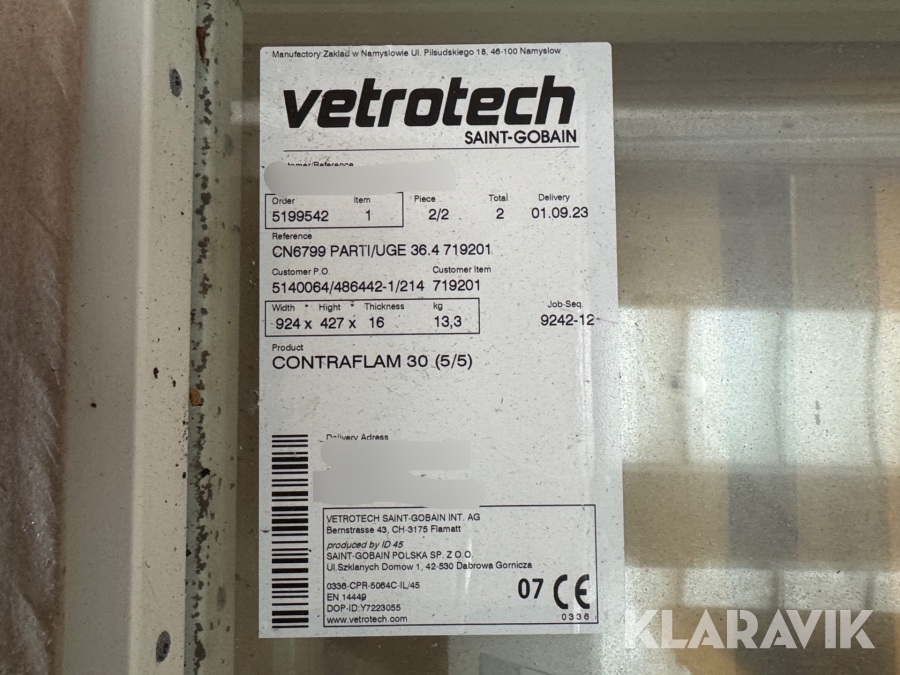 Manufactory:Zakład w Namysłowie Ul. Piłsudskiego 18, 46-100 Namysłow
vetrotech
SAINT-GOBAIN
Order Item Piece Total Delivery
5199542 1 2/2 2 01.09.23
Reference
CN6799 PARTI/UGE 36.4 719201
Customer P.O. Customer Item
5140064/486442-1/214 719201
Width * Hight * Thickness kg Job-Seq.
924 x 427 x 16 13,3 9242-12
Product
CONTRAFLAM 30 (5/5)
Delivery Adress
VETROTECH SAINT-GOBAIN INT. AG
Bernstrasse 43, CH-3175 Flamatt
produced by ID 45
SAINT-GOBAIN POLSKA SP. Z O.O.
Ul.Szklanych Domow 1, 42-530 Dabrowa Gornicza
0336-CPR-5064C-IL/45
EN 14449
DOP-ID:Y7223055
www.vetrotech.com
07 CE
0336
KLARAVIK